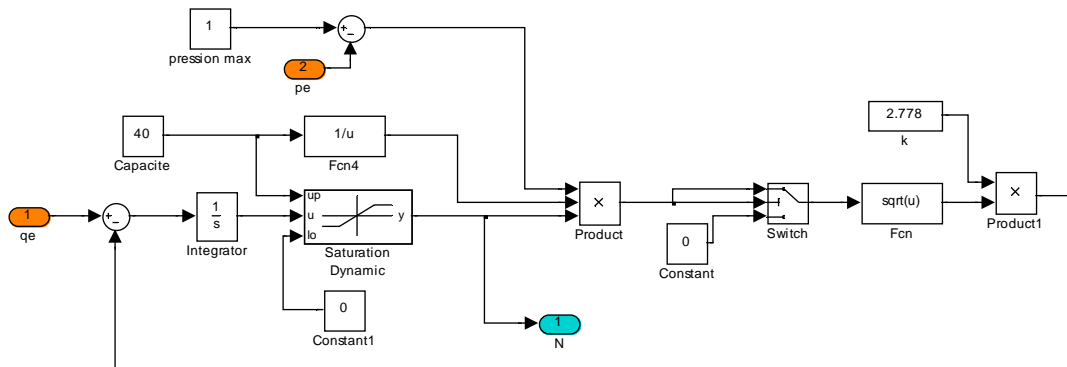 1
pression max
+
−
2
pe
40
Capacite
1/u
Fcn4
2.778
k
1
qe
+
−
1
s
Integrator
up
u
lo
y
Saturation
Dynamic
×
Product
0
Constant
Switch
sqrt(u)
Fcn
×
Product1
0
Constant1
1
N